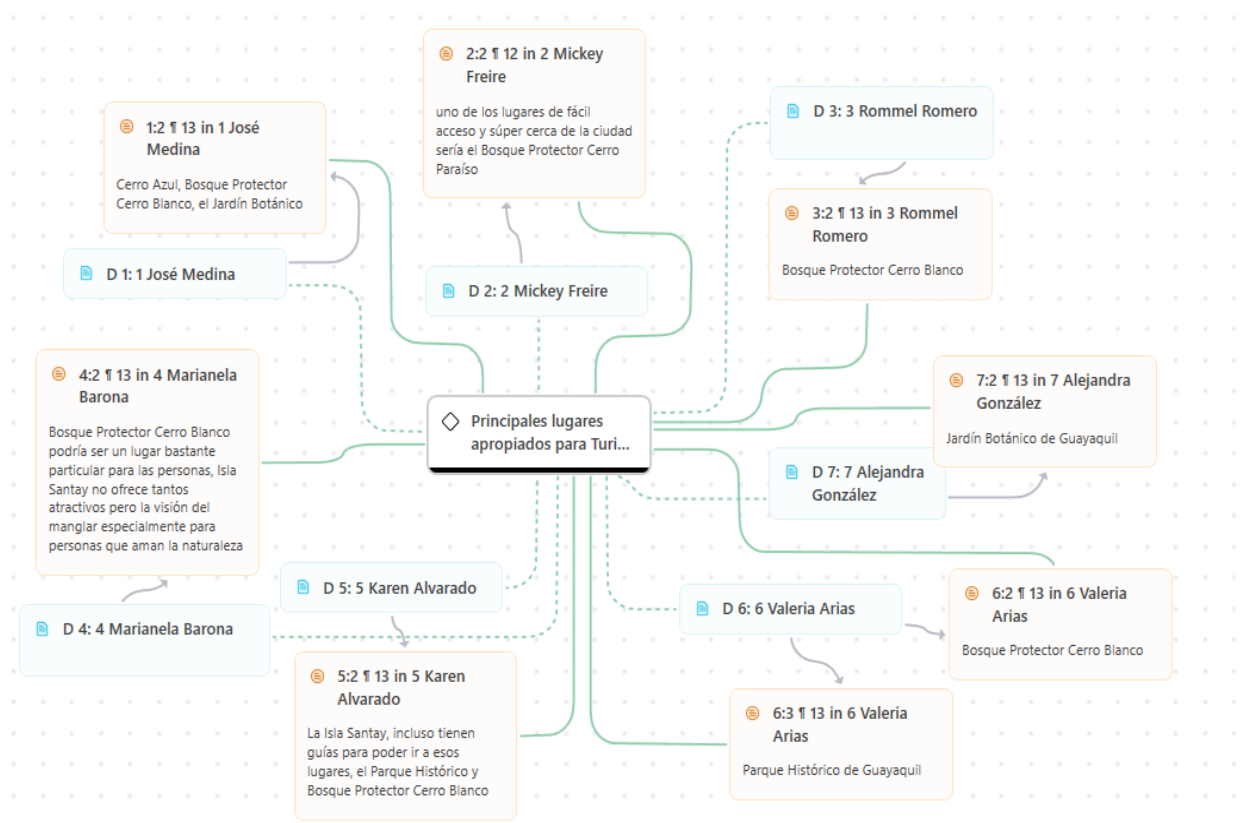 2:2 ¶ 12 in 2 Mickey
Freire
uno de los lugares de fácil
acceso y súper cerca de la ciudad
sería el Bosque Protector Cerro
Paraíso
D 3: 3 Rommel Romero
1:2 ¶ 13 in 1 José
Medina
Cerro Azul, Bosque Protector
Cerro Blanco, el Jardín Botánico
3:2 ¶ 13 in 3 Rommel
Romero
Bosque Protector Cerro Blanco
D 1: 1 José Medina
D 2: 2 Mickey Freire
4:2 ¶ 13 in 4 Marianela
Barona
Bosque Protector Cerro Blanco
podría ser un lugar bastante
particular para las personas, Isla
Santay no ofrece tantos
atractivos pero la visión del
manglar especialmente para
personas que aman la naturaleza
Principales lugares
apropiados para Turi...
7:2 ¶ 13 in 7 Alejandra
González
Jardín Botánico de Guayaquil
D 7: 7 Alejandra
González
D 5: 5 Karen Alvarado
D 4: 4 Marianela Barona
D 6: 6 Valeria Arias
6:2 ¶ 13 in 6 Valeria
Arias
Bosque Protector Cerro Blanco
5:2 ¶ 13 in 5 Karen
Alvarado
La Isla Santay, incluso tienen
guías para poder ir a esos
lugares, el Parque Histórico y
Bosque Protector Cerro Blanco
6:3 ¶ 13 in 6 Valeria
Arias
Parque Histórico de Guayaquil